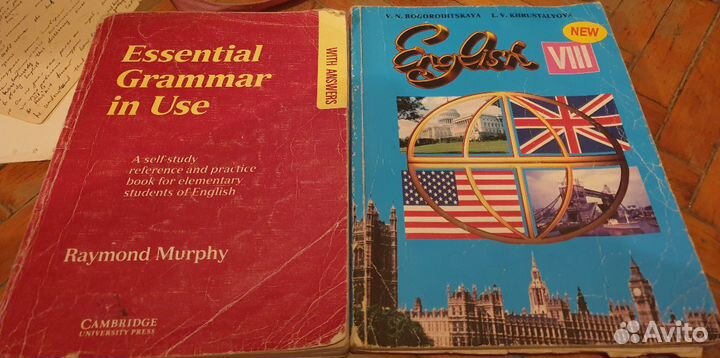 Essential
Grammar
in Use
WITH ANSWERS
A self-study
reference and practice
book for elementary
students of English
Raymond Murphy
CAMBRIDGE
UNIVERSITY PRESS
V. N. BOGORODITSKAYA L. V. KHRUSTALYOVA
English
NEW
VIII
Avito